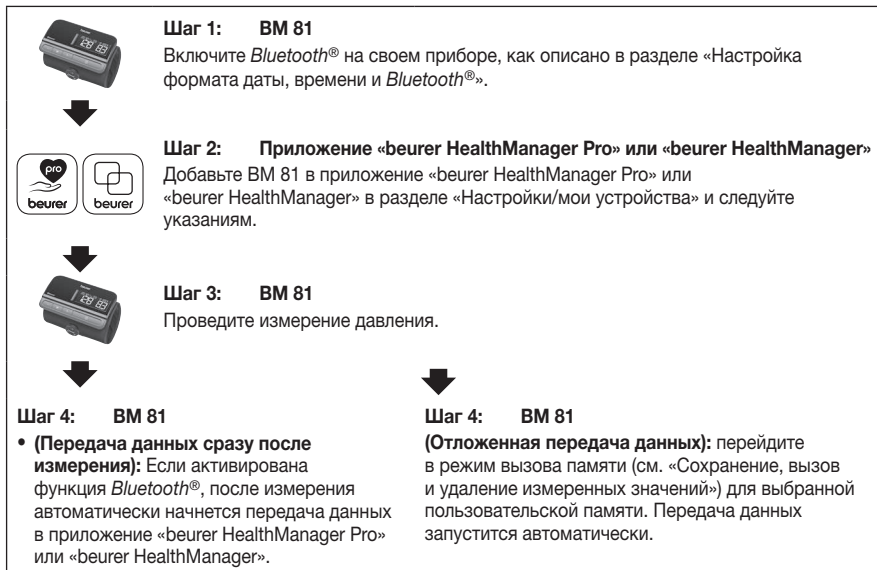 Шаг 1: BM 81
Включите Bluetooth® на своем приборе, как описано в разделе «Настройка
формата даты, времени и Bluetooth®».
Шаг 2: Приложение «beurer HealthManager Pro» или «beurer HealthManager»
pro
beurer
beurer
Добавьте BM 81 в приложение «beurer HealthManager Pro» или
«beurer HealthManager» в разделе «Настройки/мои устройства» и следуйте
указаниям.
Шаг 3: BM 81
Проведите измерение давления.
Шаг 4: BM 81
• (Передача данных сразу после
измерения): Если активирована
функция Bluetooth®, после измерения
автоматически начнется передача данных
в приложение «beurer HealthManager Pro»
или «beurer HealthManager».
Шаг 4: BM 81
(Отложенная передача данных): перейдите
в режим вызова памяти (см. «Сохранение, вызов
и удаление измеренных значений») для выбранной
пользовательской памяти. Передача данных
запустится автоматически.